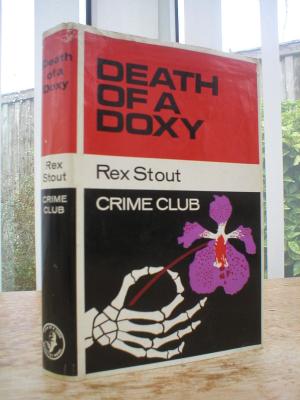 Death
of a
Doxy
Rex
Stout
CRIME
CLUB
DEATH
OF A
DOXY
Rex Stout
CRIME CLUB